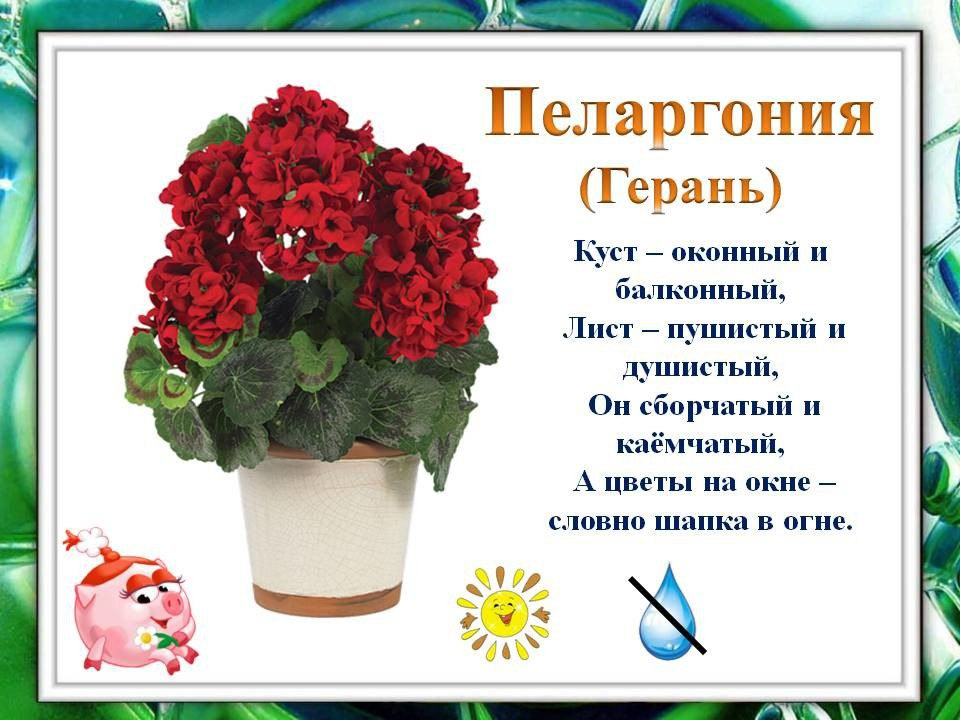 Пеларгония
(Герань)
Куст – оконный и
балконный,
Лист – пушистый и
душистый,
Он сборчатый и
каёмчатый,
А цветы на окне –
словно шапка в огне.